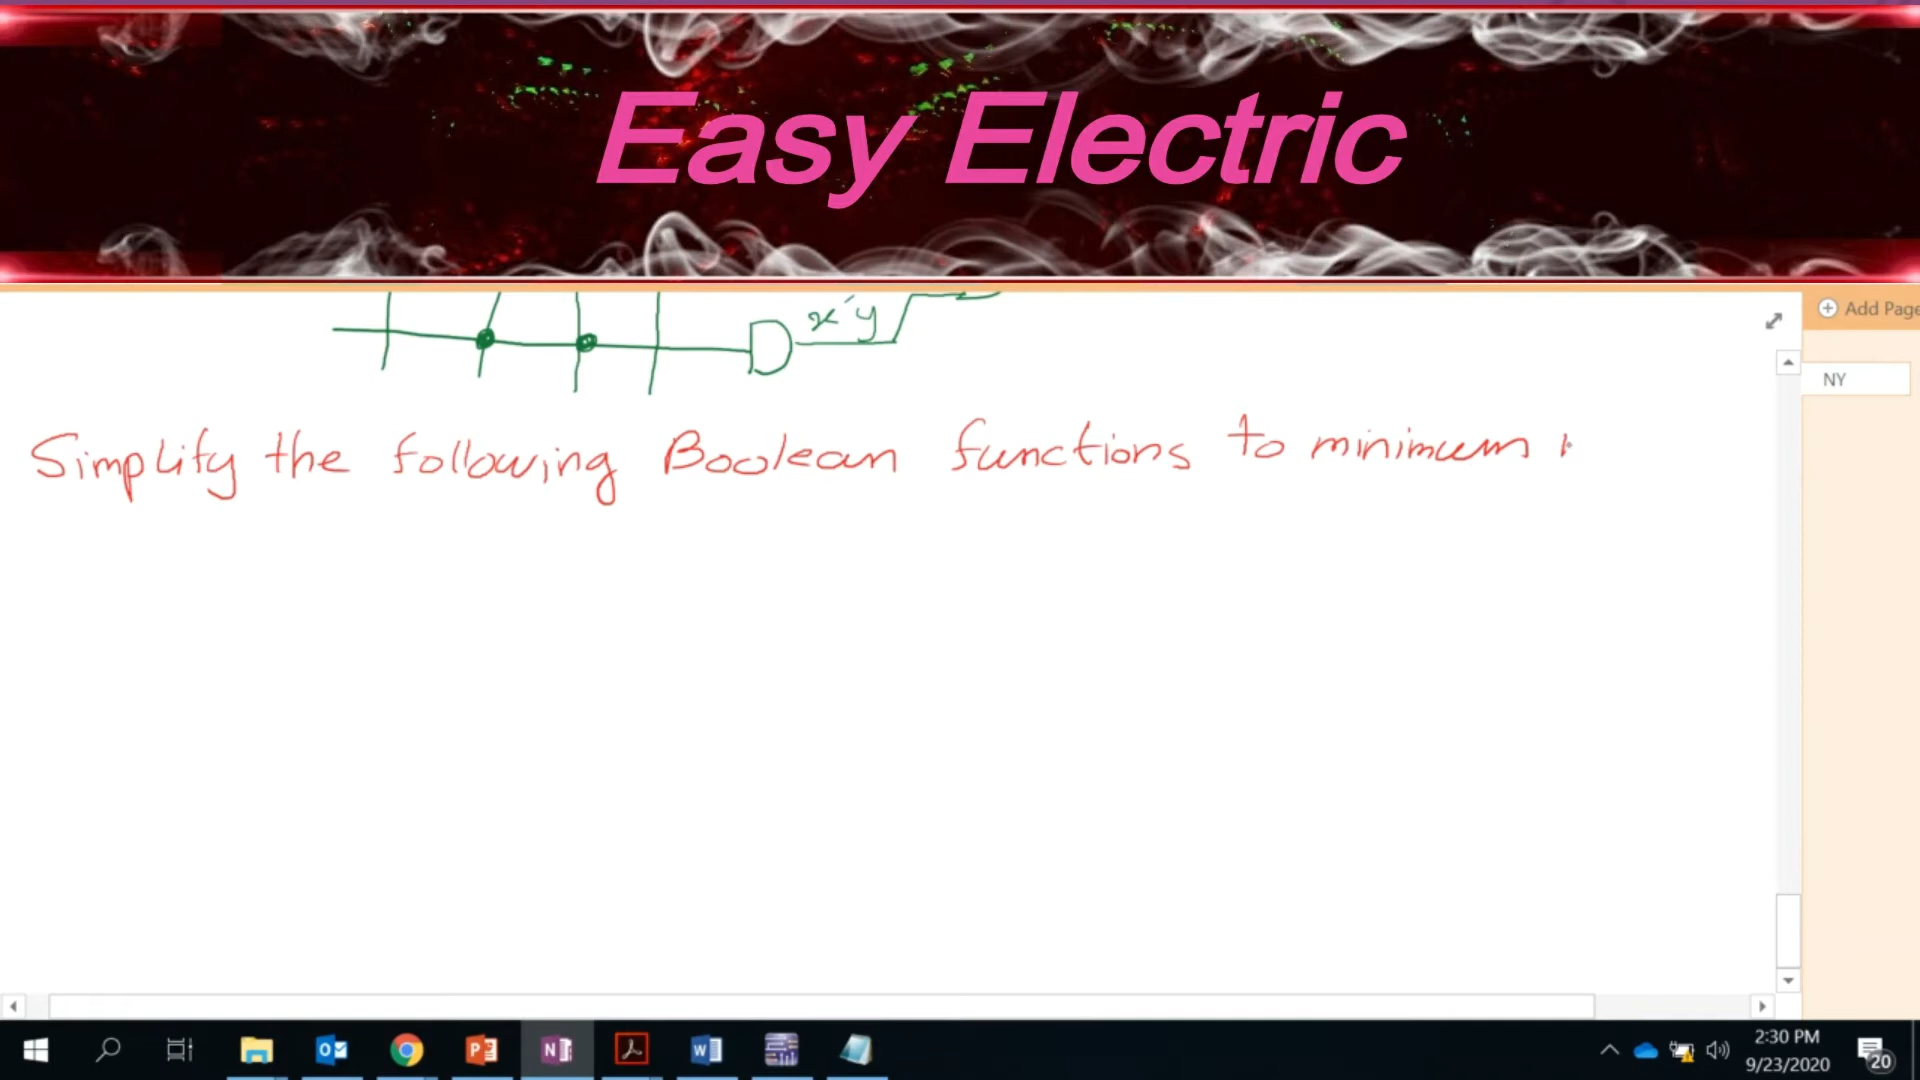 Easy Electric
x'y
Add Page
NY
Simplify the following Boolean functions to minimum
2:30 PM
9/23/2020
20